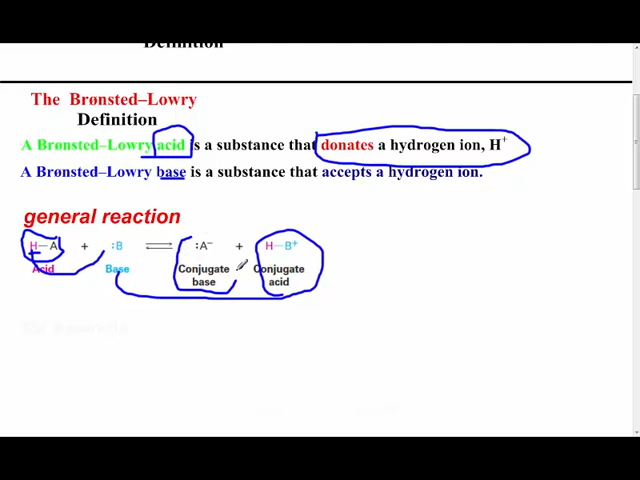 Definition
The Brønsted–Lowry
Definition
A Brønsted–Lowry acid is a substance that donates a hydrogen ion, H⁺
A Brønsted–Lowry base is a substance that accepts a hydrogen ion.
general reaction
H—A + :B ⇌ :A⁻ + H—B⁺
Acid Base Conjugate base Conjugate acid